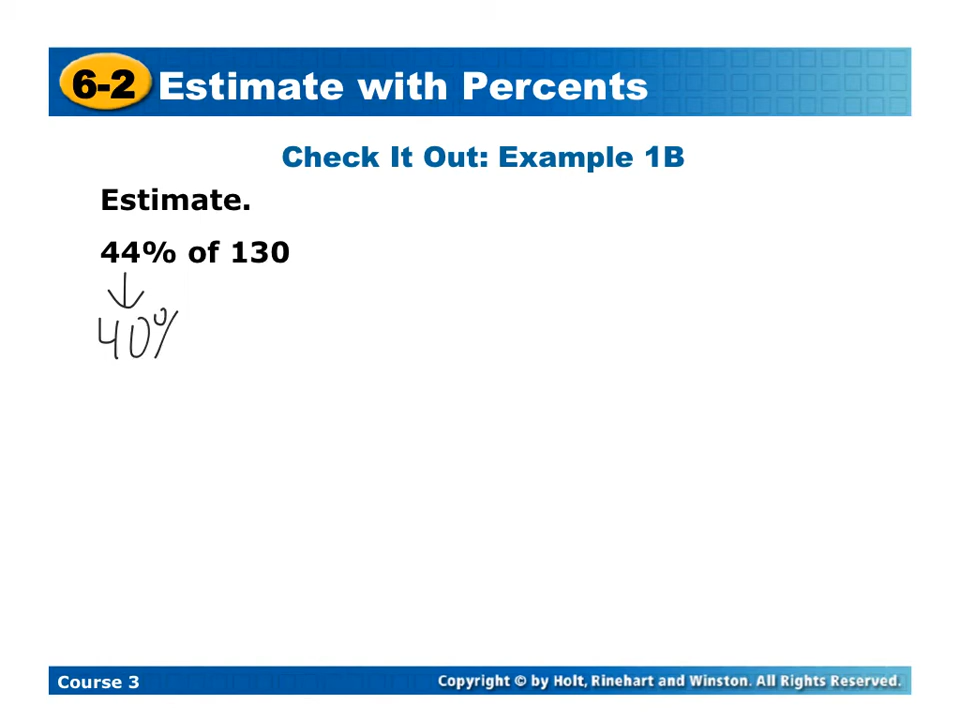 6-2 Estimate with Percents
Check It Out: Example 1B
Estimate.
44% of 130
40%
Course 3
Copyright © by Holt, Rinehart and Winston. All Rights Reserved.